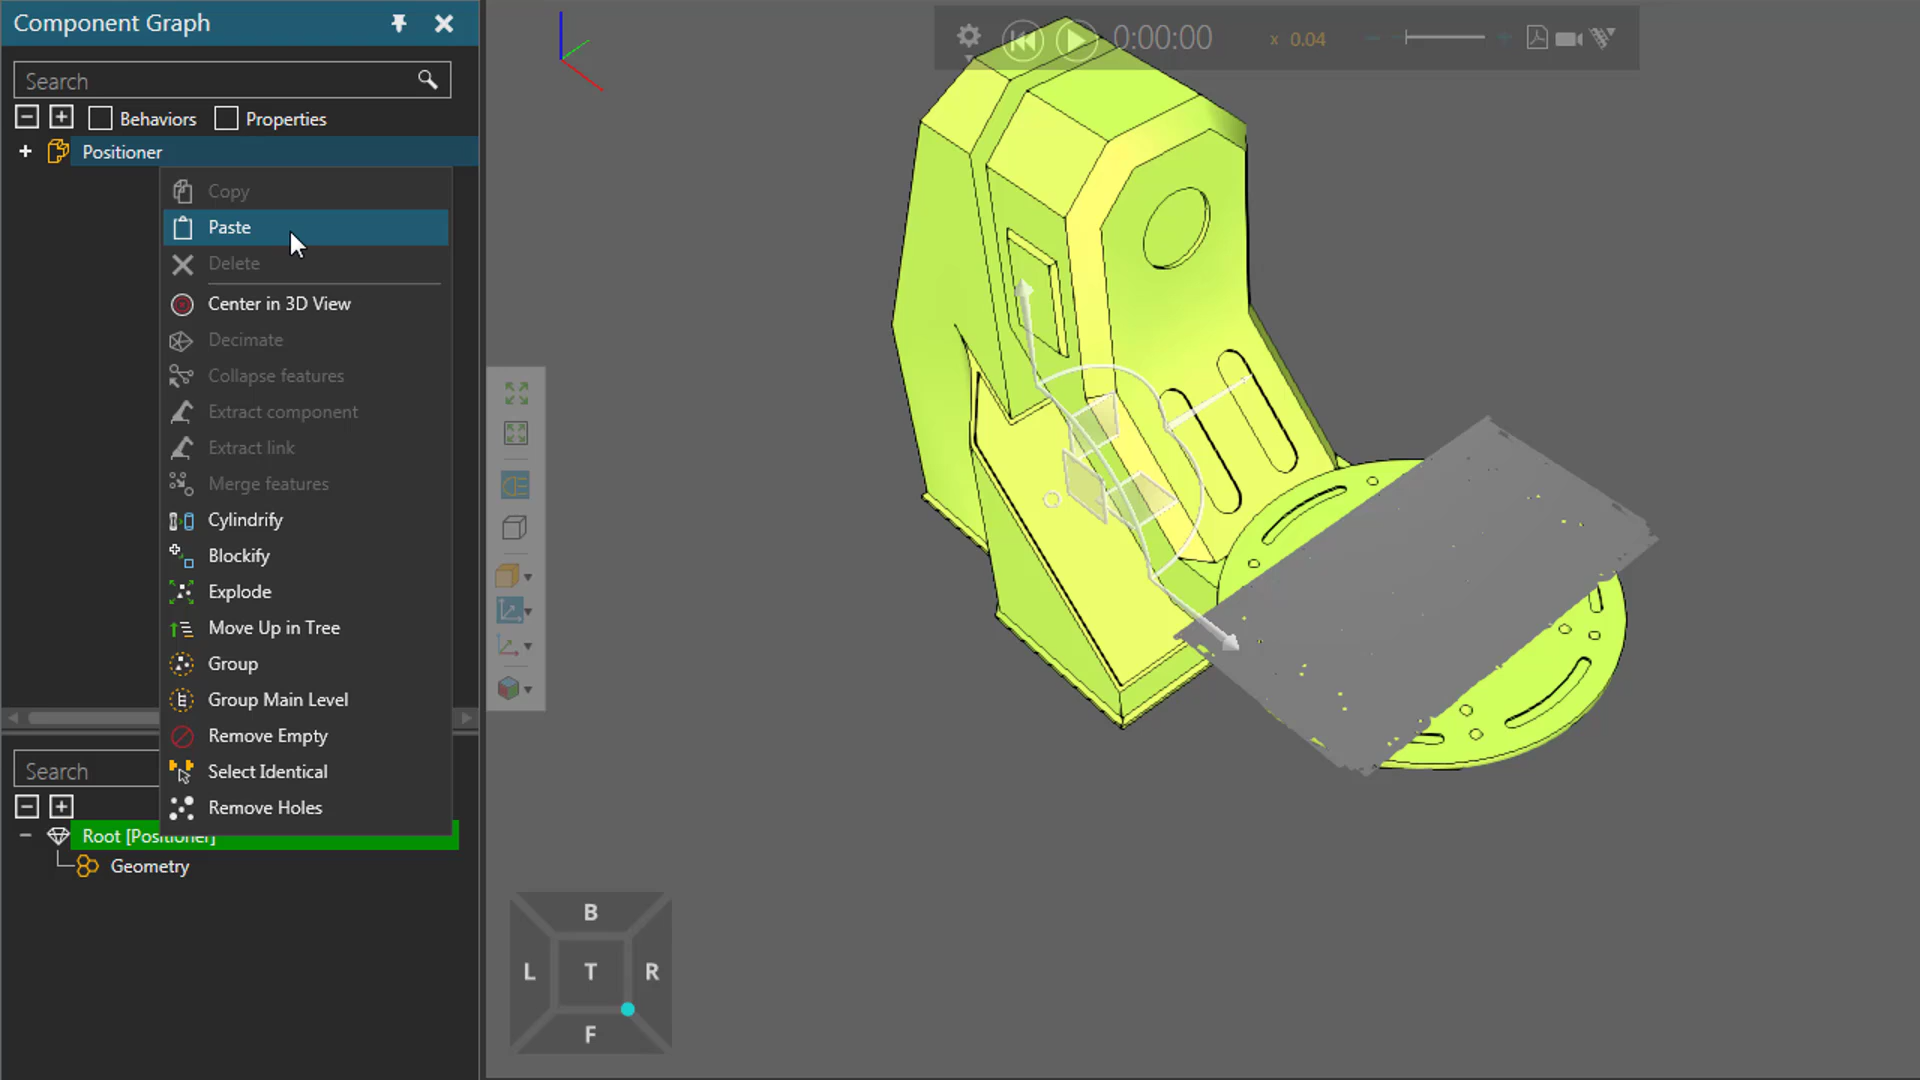 Component Graph
Search
Behaviors
Properties
Positioner
Copy
Paste
Delete
Center in 3D View
Decimate
Collapse features
Extract component
Extract link
Merge features
Cylindrify
Blockify
Explode
Move Up in Tree
Group
Group Main Level
Remove Empty
Select Identical
Remove Holes
Search
Root [Positioner]
Geometry
0:00:00
x 0.04
B
L T R
F